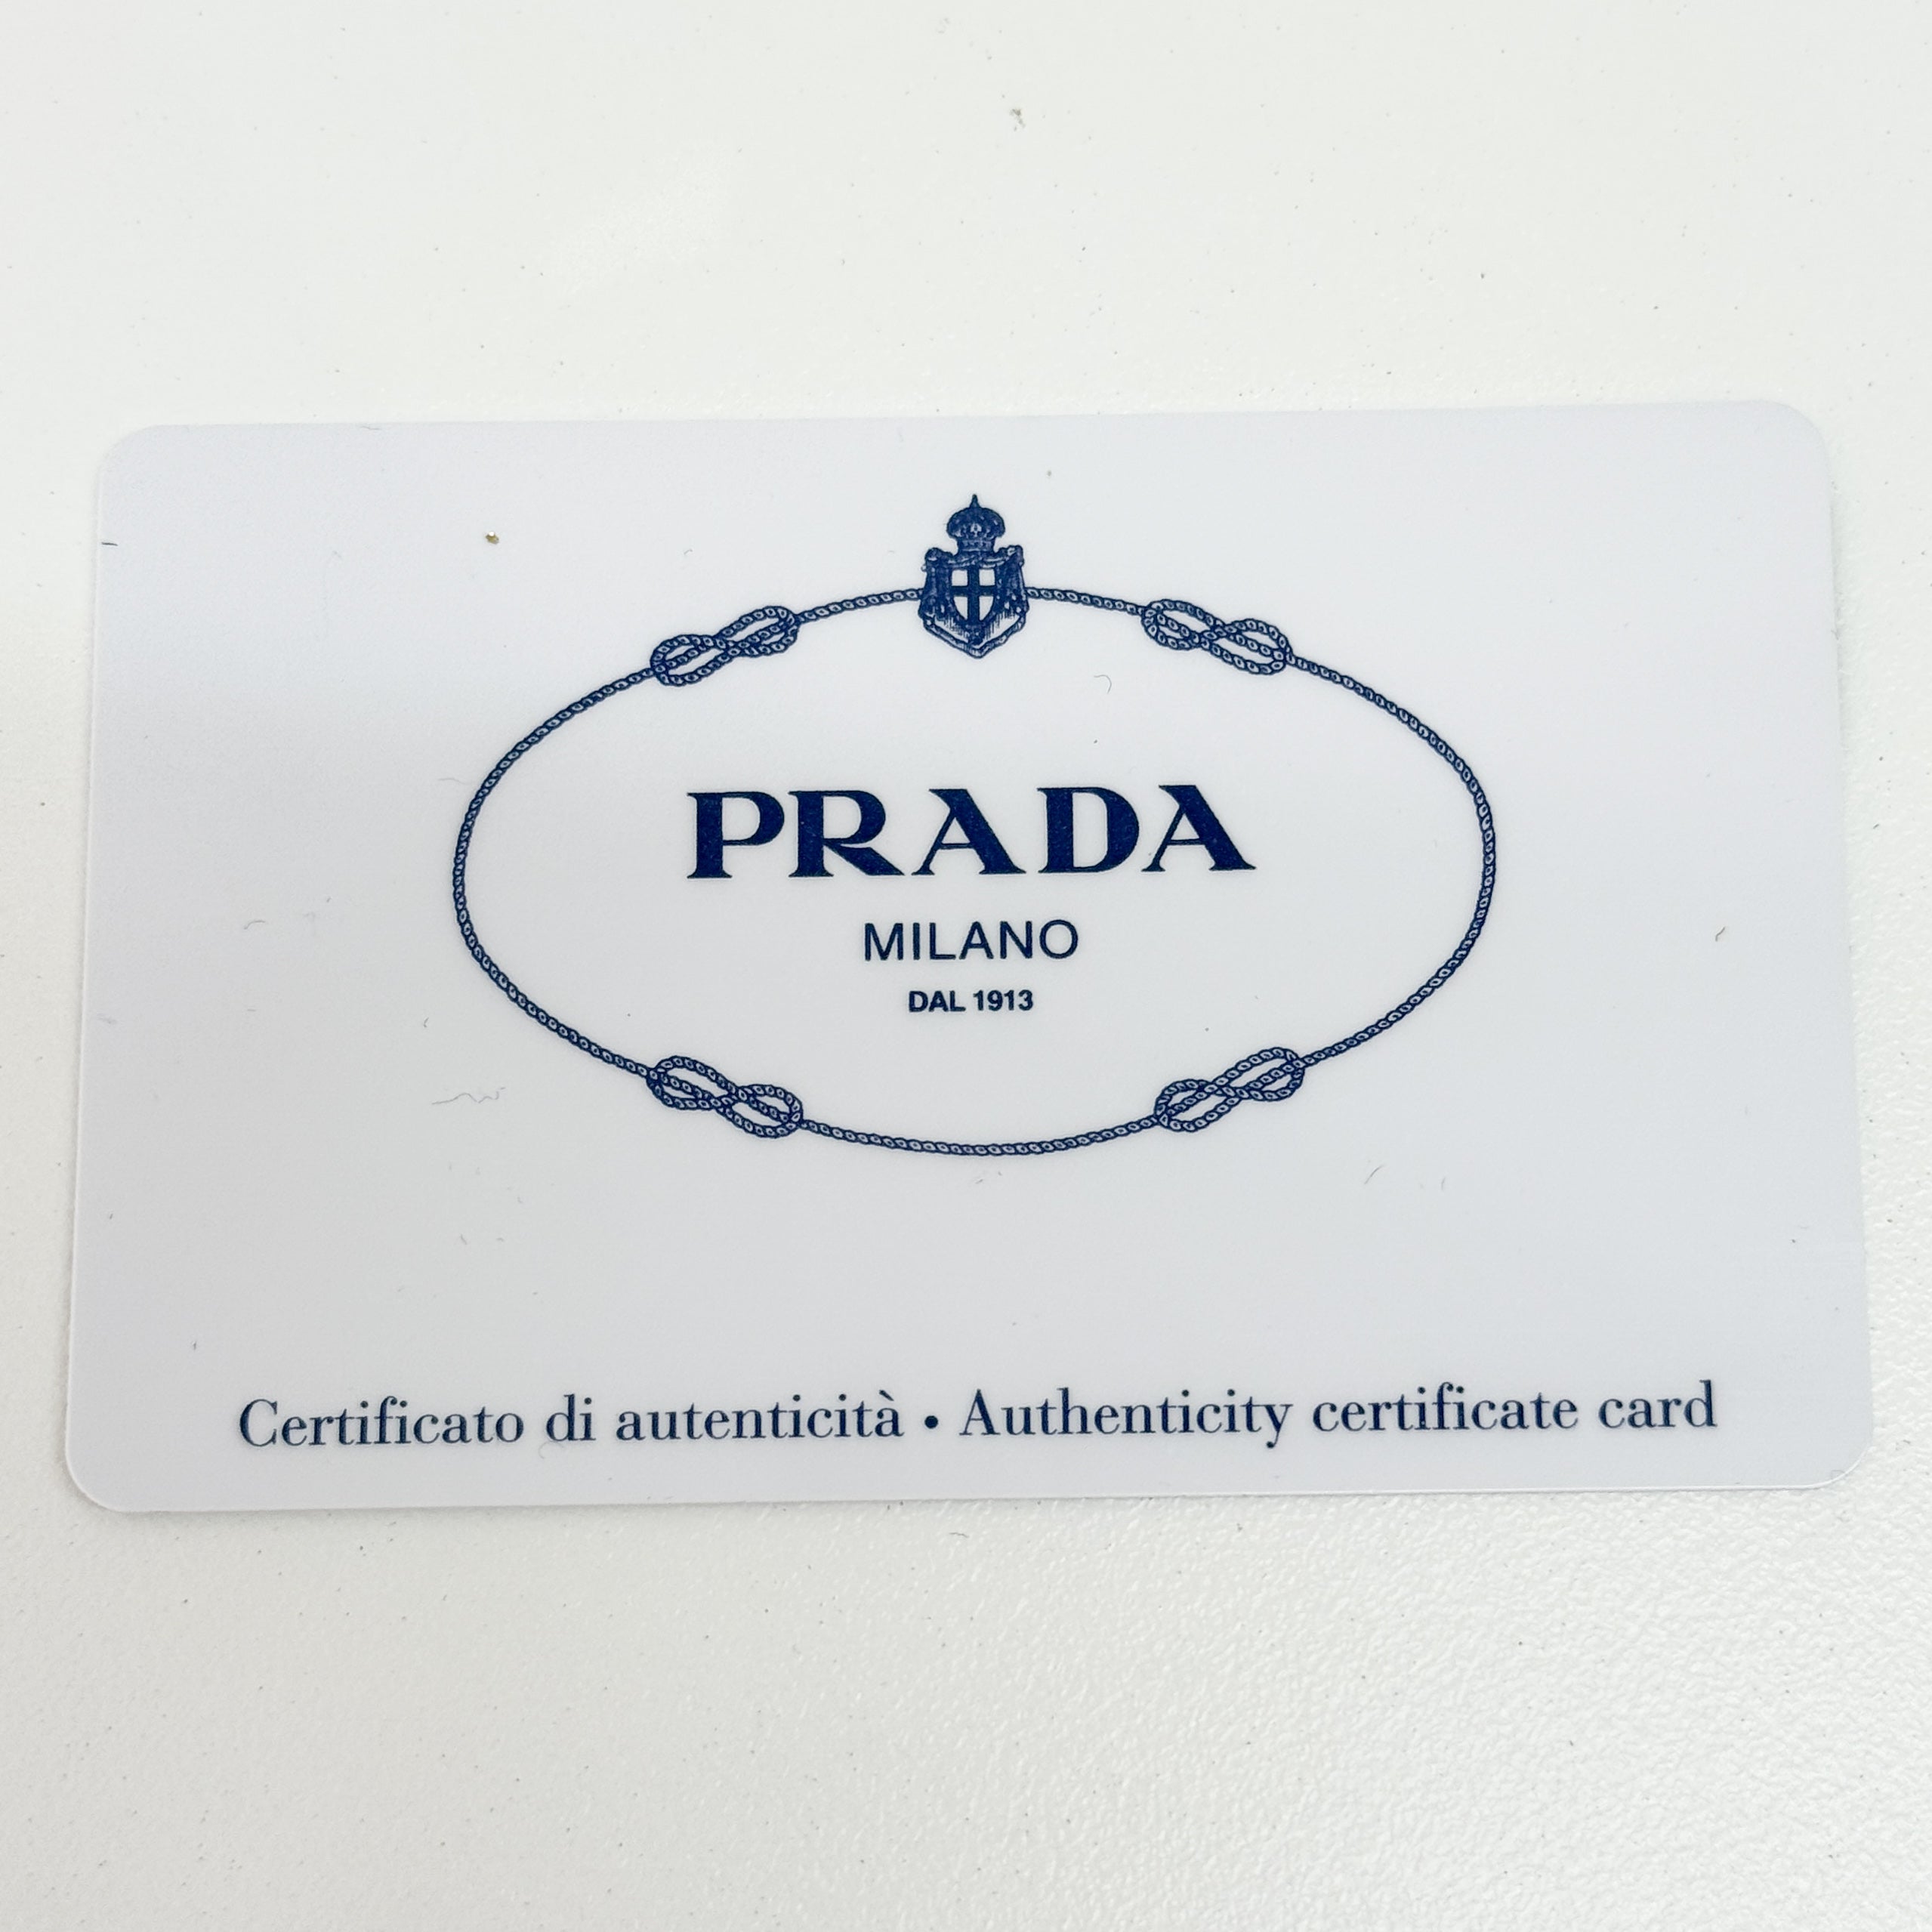 PRADA
MILANO
DAL 1913
Certificato di autenticità • Authenticity certificate card